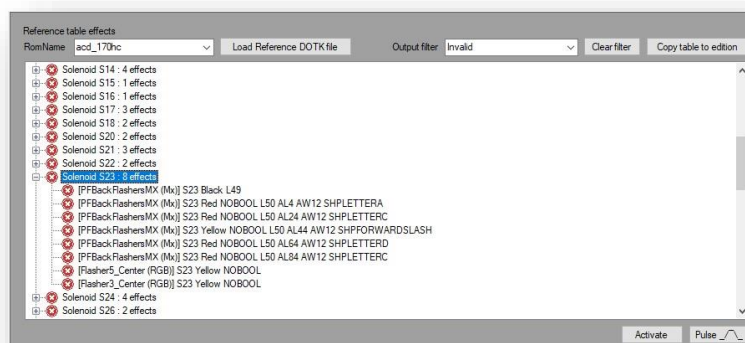 Reference table effects
RomName acd_170hc Load Reference DOTK file Output filter Invalid Clear filter Copy table to edition
Solenoid S14 : 4 effects
Solenoid S15 : 1 effects
Solenoid S16 : 1 effects
Solenoid S17 : 3 effects
Solenoid S18 : 2 effects
Solenoid S20 : 2 effects
Solenoid S21 : 3 effects
Solenoid S22 : 2 effects
Solenoid S23 : 8 effects
[PFBackFlashersMX (Mx)] S23 Black L49
[PFBackFlashersMX (Mx)] S23 Red NOBOOL L50 AL4 AW12 SHPLETTERA
[PFBackFlashersMX (Mx)] S23 Red NOBOOL L50 AL24 AW12 SHPLETTERC
[PFBackFlashersMX (Mx)] S23 Yellow NOBOOL L50 AL44 AW12 SHPFORWARDSLASH
[PFBackFlashersMX (Mx)] S23 Red NOBOOL L50 AL64 AW12 SHPLETTERD
[PFBackFlashersMX (Mx)] S23 Red NOBOOL L50 AL84 AW12 SHPLETTERC
[Flasher5_Center (RGB)] S23 Yellow NOBOOL
[Flasher3_Center (RGB)] S23 Yellow NOBOOL
Solenoid S24 : 4 effects
Solenoid S26 : 2 effects
Activate Pulse _/‾\_